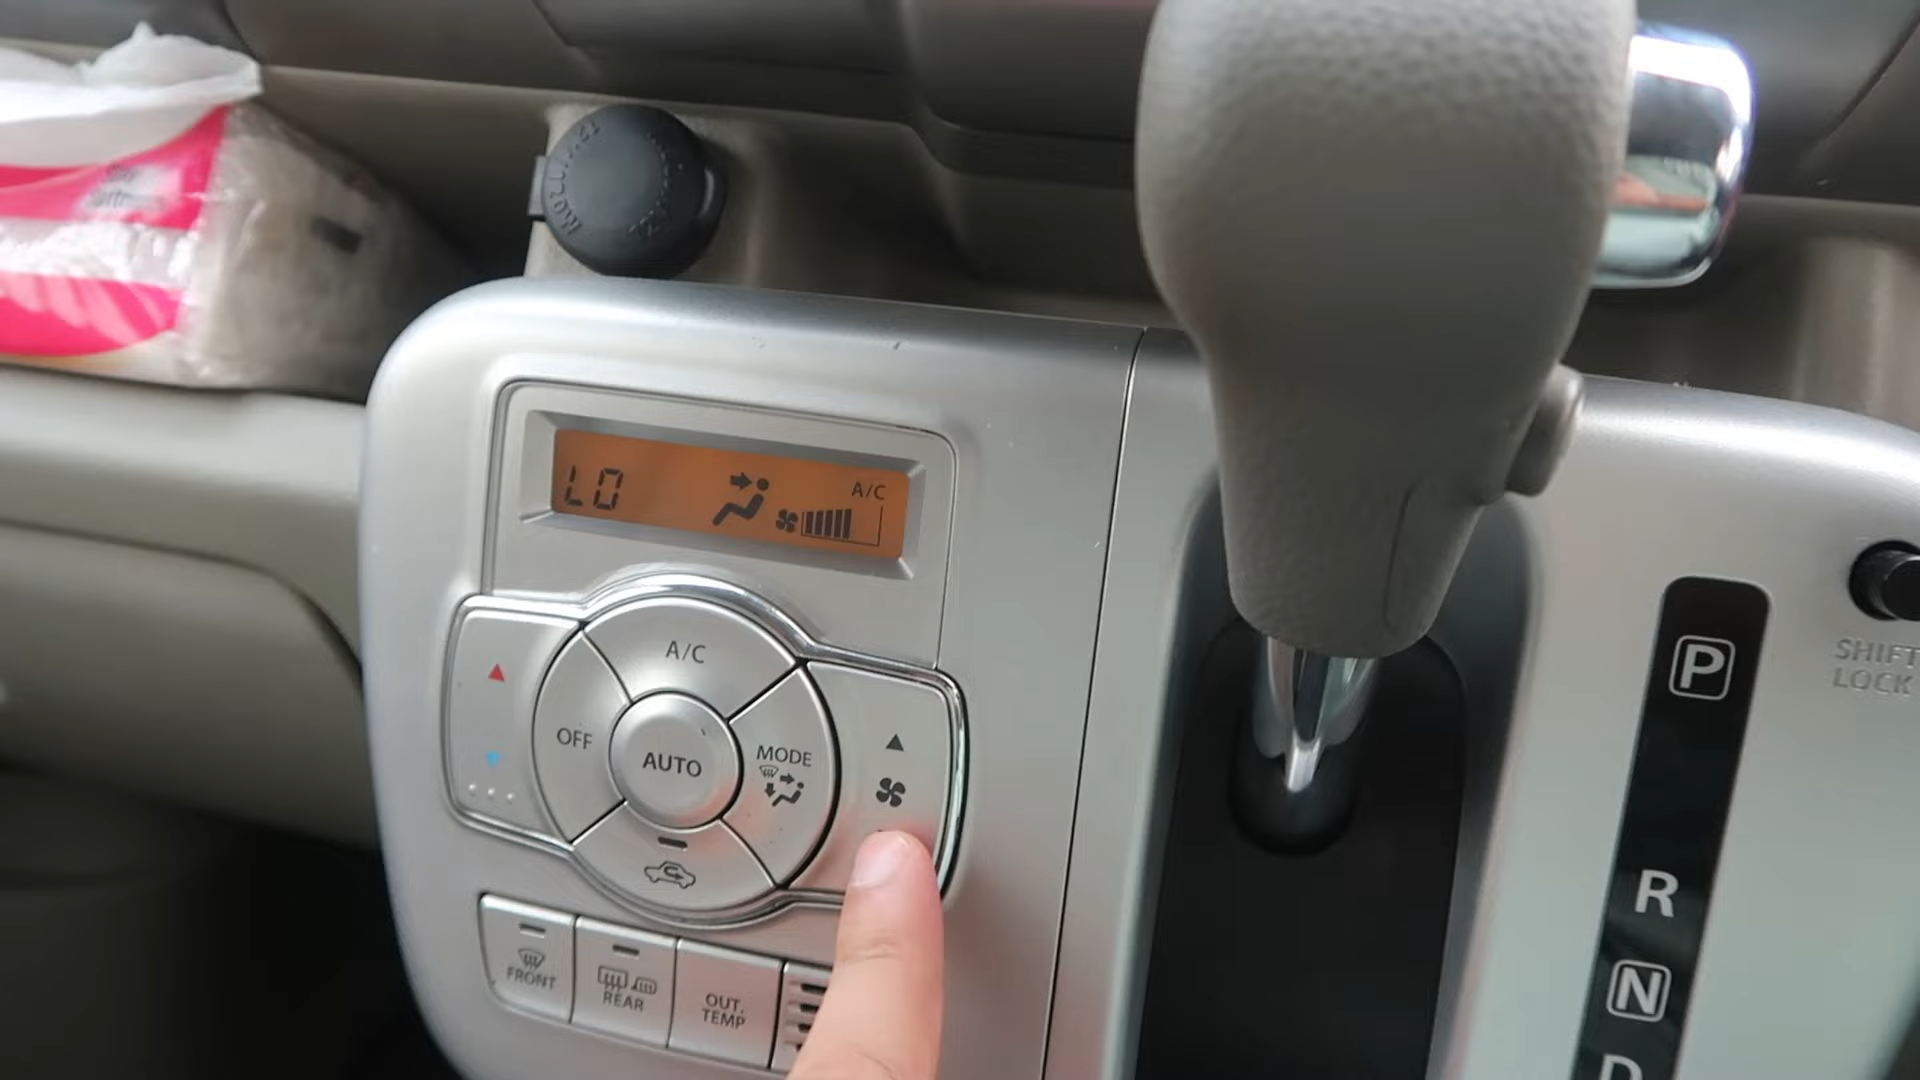 LO
A/C
A/C
OFF
AUTO
MODE
FRONT
REAR
OUT.
TEMP
P
R
N
D
SHIFT
LOCK